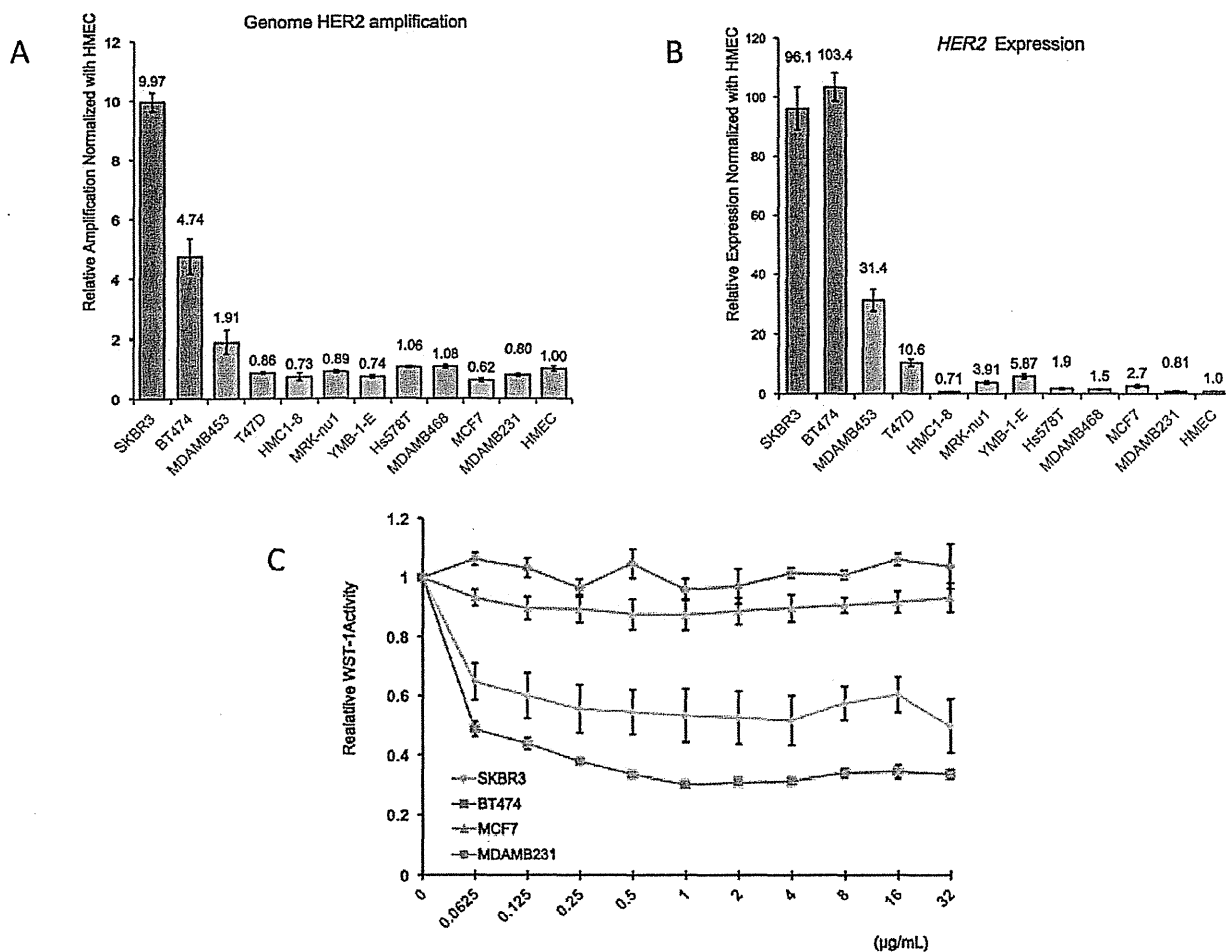 A
Genome HER2 amplification
Relative Amplification Normalized with HMEC
12
10
8
6
4
2
0
9.97
4.74
1.91
0.86
0.73
0.89
0.74
1.06
1.08
0.62
0.80
1.00
SKBR3
BT474
MDAMB453
T47D
HMC1-8
MRK-nu1
YMB-1-E
Hs578T
MDAMB468
MCF7
MDAMB231
HMEC
B
HER2 Expression
Relative Expression Normalized with HMEC
120
100
80
60
40
20
0
96.1
103.4
31.4
10.6
0.71
3.91
5.87
1.9
1.5
2.7
0.81
1.0
SKBR3
BT474
MDAMB453
T47D
HMC1-8
MRK-nu1
YMB-1-E
Hs578T
MDAMB468
MCF7
MDAMB231
HMEC
C
Realatiive WST-1Activity
1.2
1
0.8
0.6
0.4
0.2
0
SKBR3
BT474
MCF7
MDAMB231
0
0.0625
0.125
0.25
0.5
1
2
4
8
16
32
(μg/mL)